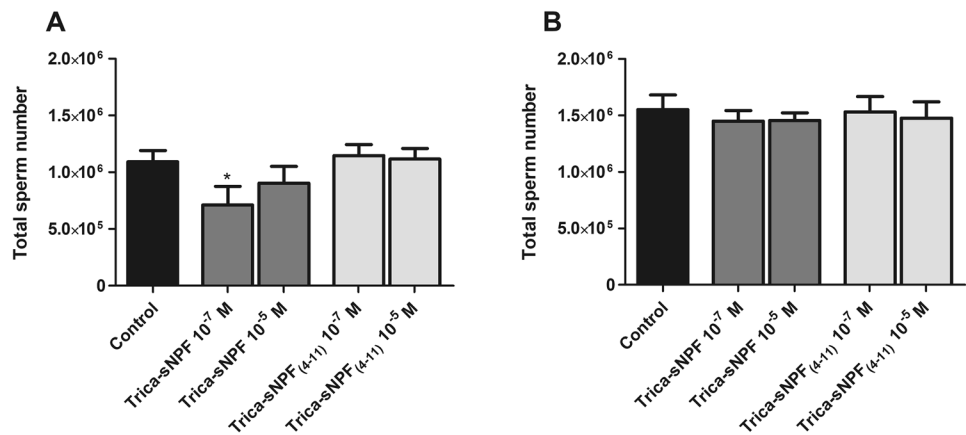 A
Total sperm number
2.0×10⁶
1.5×10⁶
1.0×10⁶
5.0×10⁵
0
*
Control
Trica-sNPF 10⁻⁷ M
Trica-sNPF 10⁻⁵ M
Trica-sNPF₍₄₋₁₁₎ 10⁻⁷ M
Trica-sNPF₍₄₋₁₁₎ 10⁻⁵ M
B
Total sperm number
2.0×10⁶
1.5×10⁶
1.0×10⁶
5.0×10⁵
0
Control
Trica-sNPF 10⁻⁷ M
Trica-sNPF 10⁻⁵ M
Trica-sNPF₍₄₋₁₁₎ 10⁻⁷ M
Trica-sNPF₍₄₋₁₁₎ 10⁻⁵ M